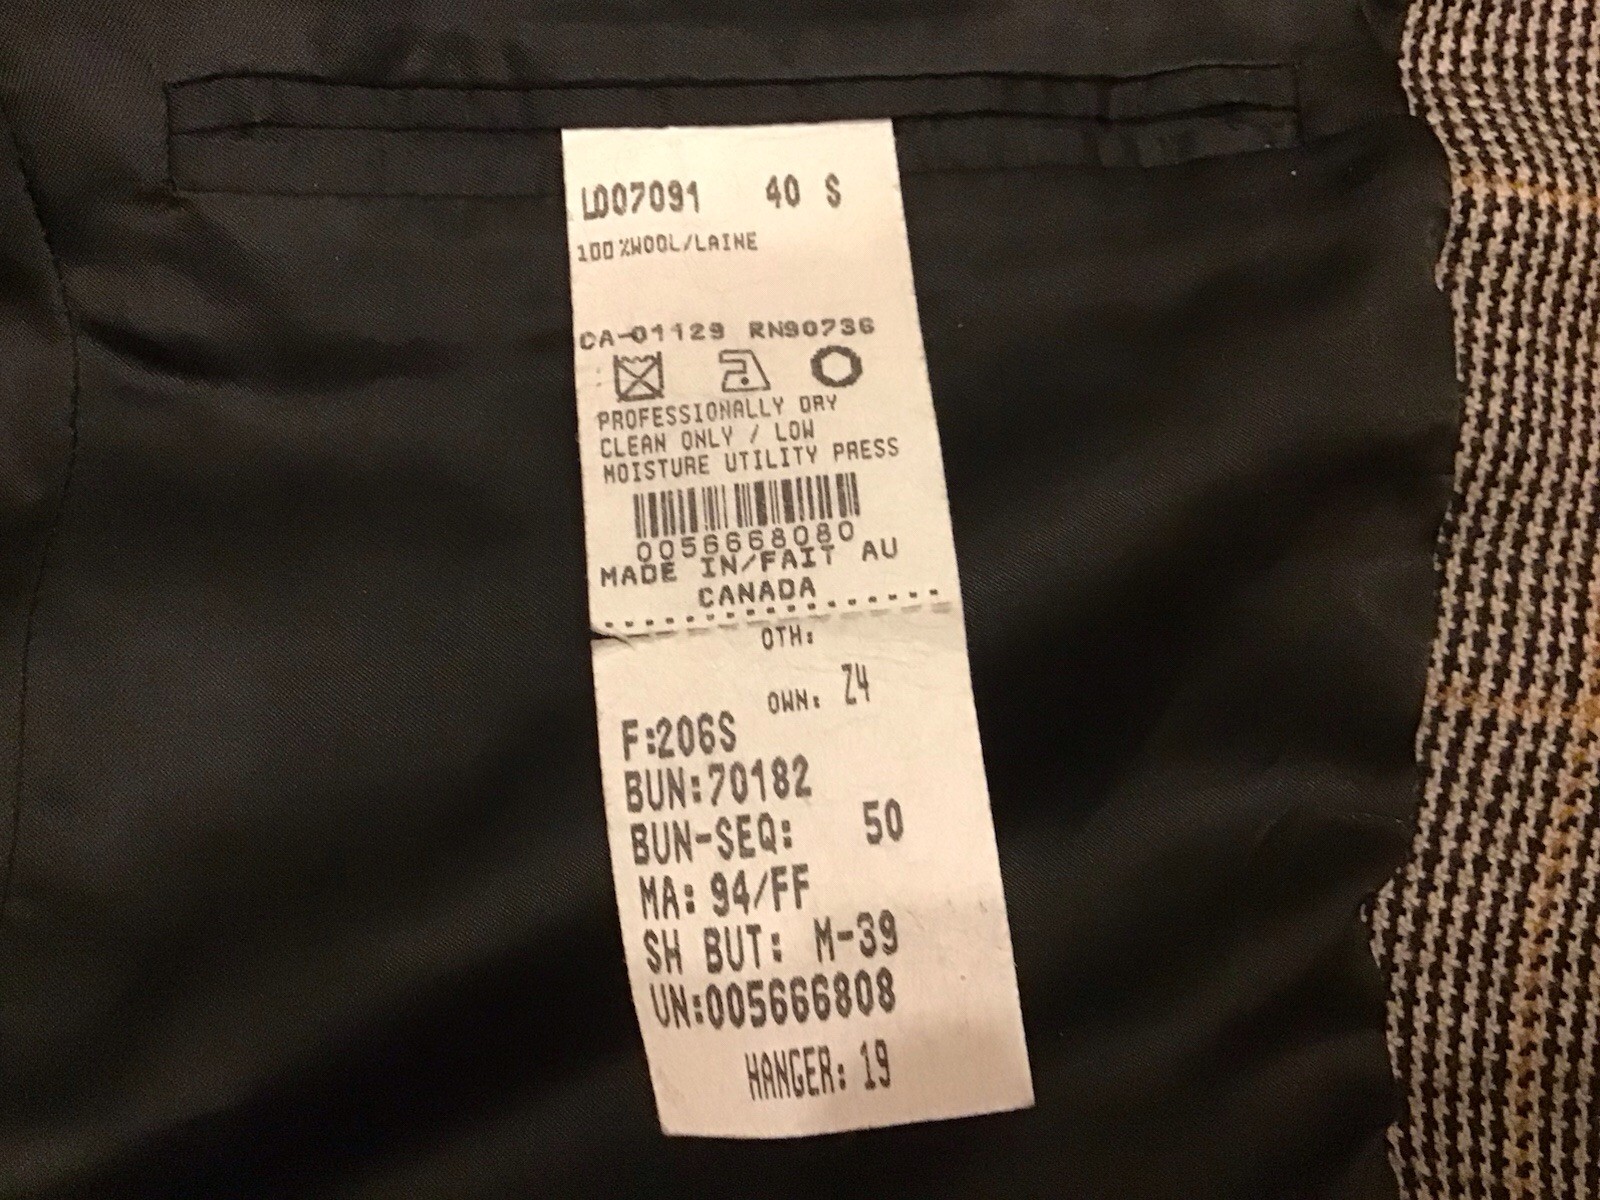 L007091 40 S
100%WOOL/LAINE
CA-01129 RN90736
PROFESSIONALLY DRY
CLEAN ONLY / LOW
MOISTURE UTILITY PRESS
0056668080
MADE IN/FAIT AU
CANADA
OTH:
OWN: Z4
F:206S
BUN:70182
BUN-SEQ: 50
MA: 94/FF
SH BUT: M-39
UN:005666808
HANGER: 19